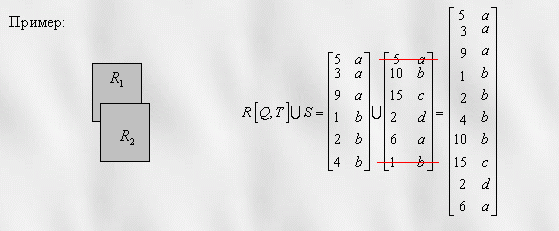 Пример:
R₁
R₂
R[Q,T]∪S = [5 a; 3 a; 9 a; 1 b; 2 b; 4 b] ∪ [5 a; 10 b; 15 c; 2 d; 6 a; 1 b] = [5 a; 3 a; 9 a; 1 b; 2 b; 4 b; 10 b; 15 c; 2 d; 6 a]